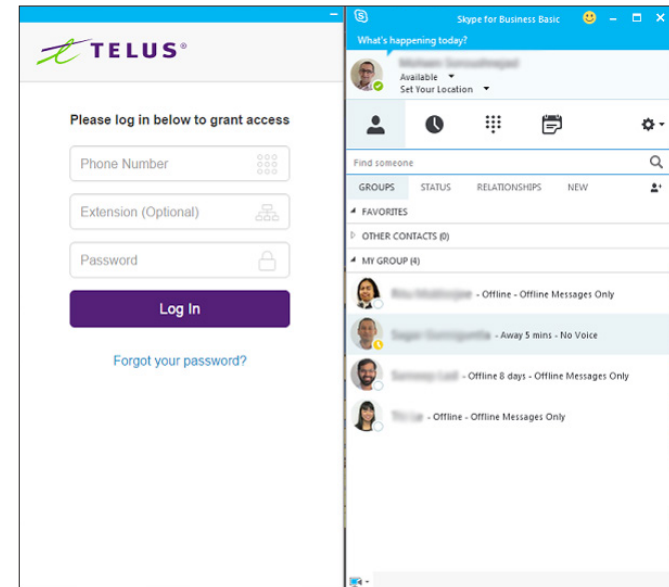 TELUS®
Please log in below to grant access
Phone Number
Extension (Optional)
Password
Log In
Forgot your password?
Skype for Business Basic
What's happening today?
Available
Set Your Location
Find someone
GROUPS STATUS RELATIONSHIPS NEW
FAVORITES
OTHER CONTACTS (0)
MY GROUP (4)
- Offline - Offline Messages Only
- Away 5 mins - No Voice
- Offline 8 days - Offline Messages Only
- Offline - Offline Messages Only